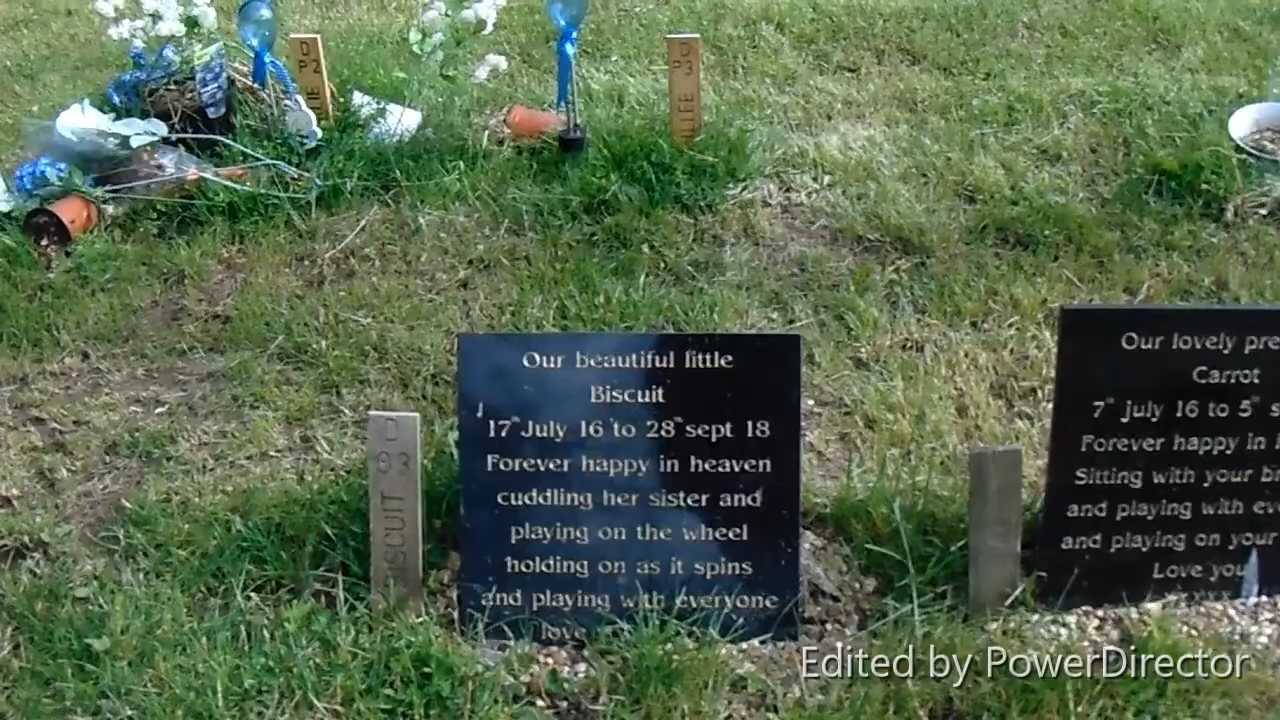 D
P2
D
P3
Our beautiful little
Biscuit
17th July 16 to 28th sept 18
Forever happy in heaven
cuddling her sister and
playing on the wheel
holding on as it spins
and playing with everyone
love
D
93
BISCUIT
Our lovely
Carrot
7th july 16 to 5th
Forever happy in
Sitting with your
and playing with
and playing on your
Love you
xxx
Edited by PowerDirector